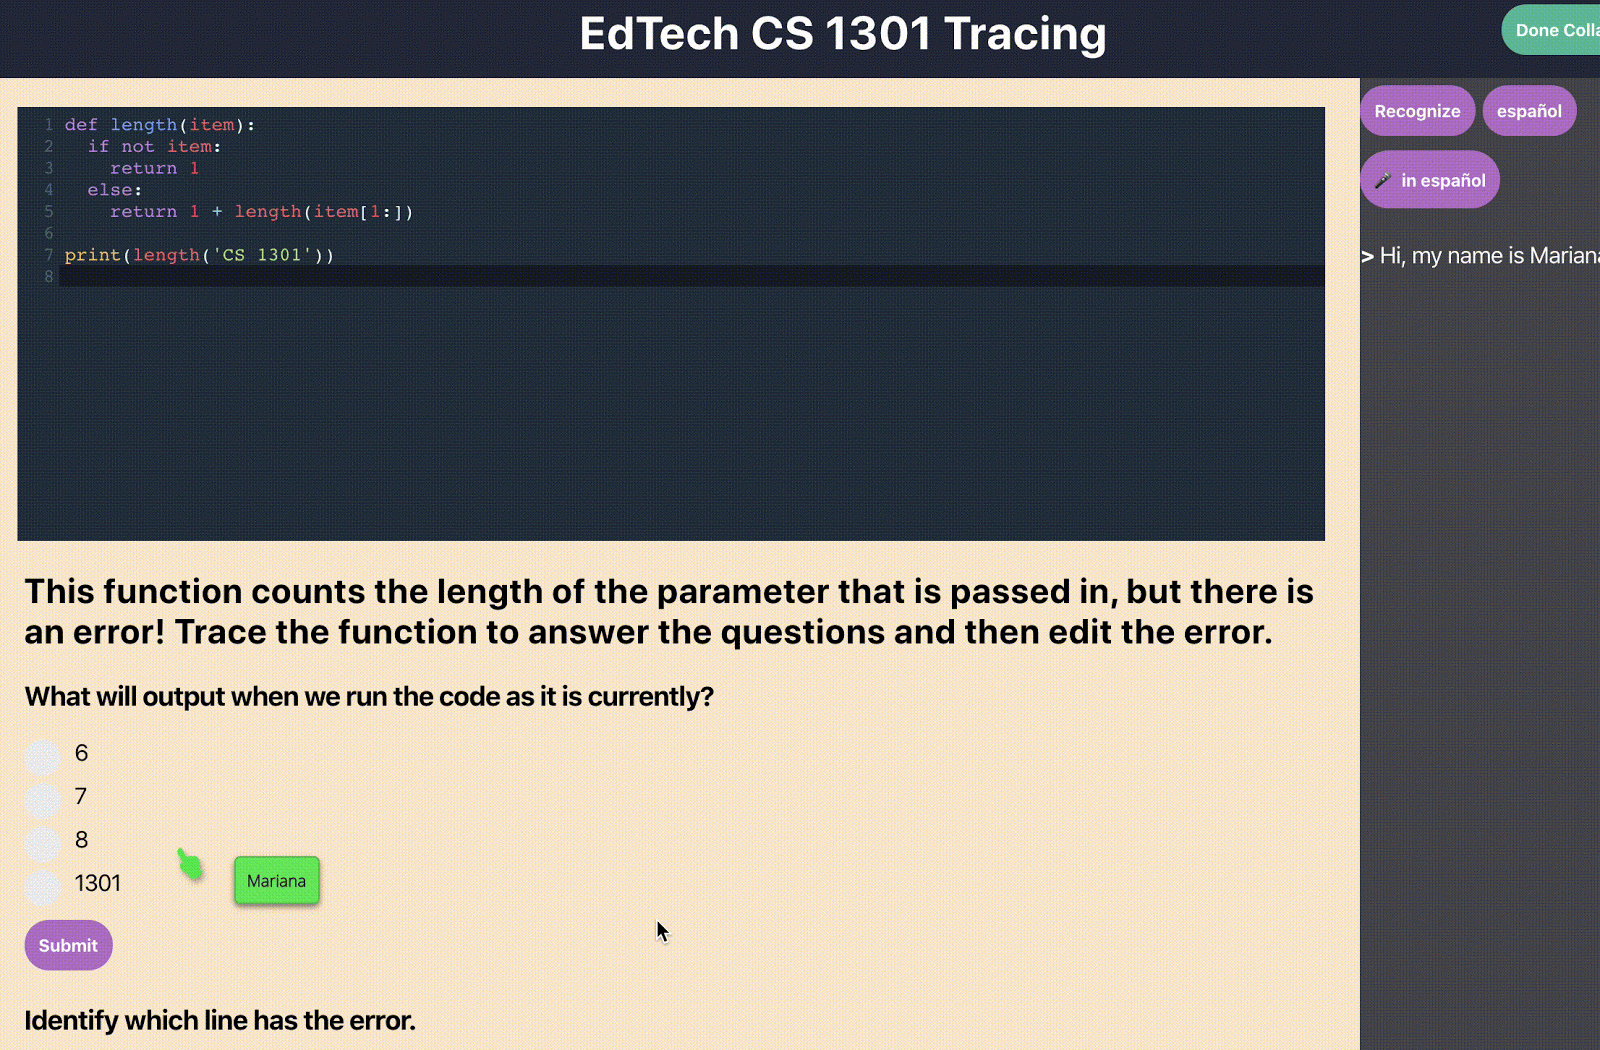 EdTech CS 1301 Tracing
Done
Recognize español
in español
> Hi, my name is
1 def length(item):
2 if not item:
3 return 1
4 else:
5 return 1 + length(item[1:])
6
7 print(length('CS 1301'))
8
This function counts the length of the parameter that is passed in, but there is
an error! Trace the function to answer the questions and then edit the error.
What will output when we run the code as it is currently?
6
7
8
1301
Mariana
Submit
Identify which line has the error.